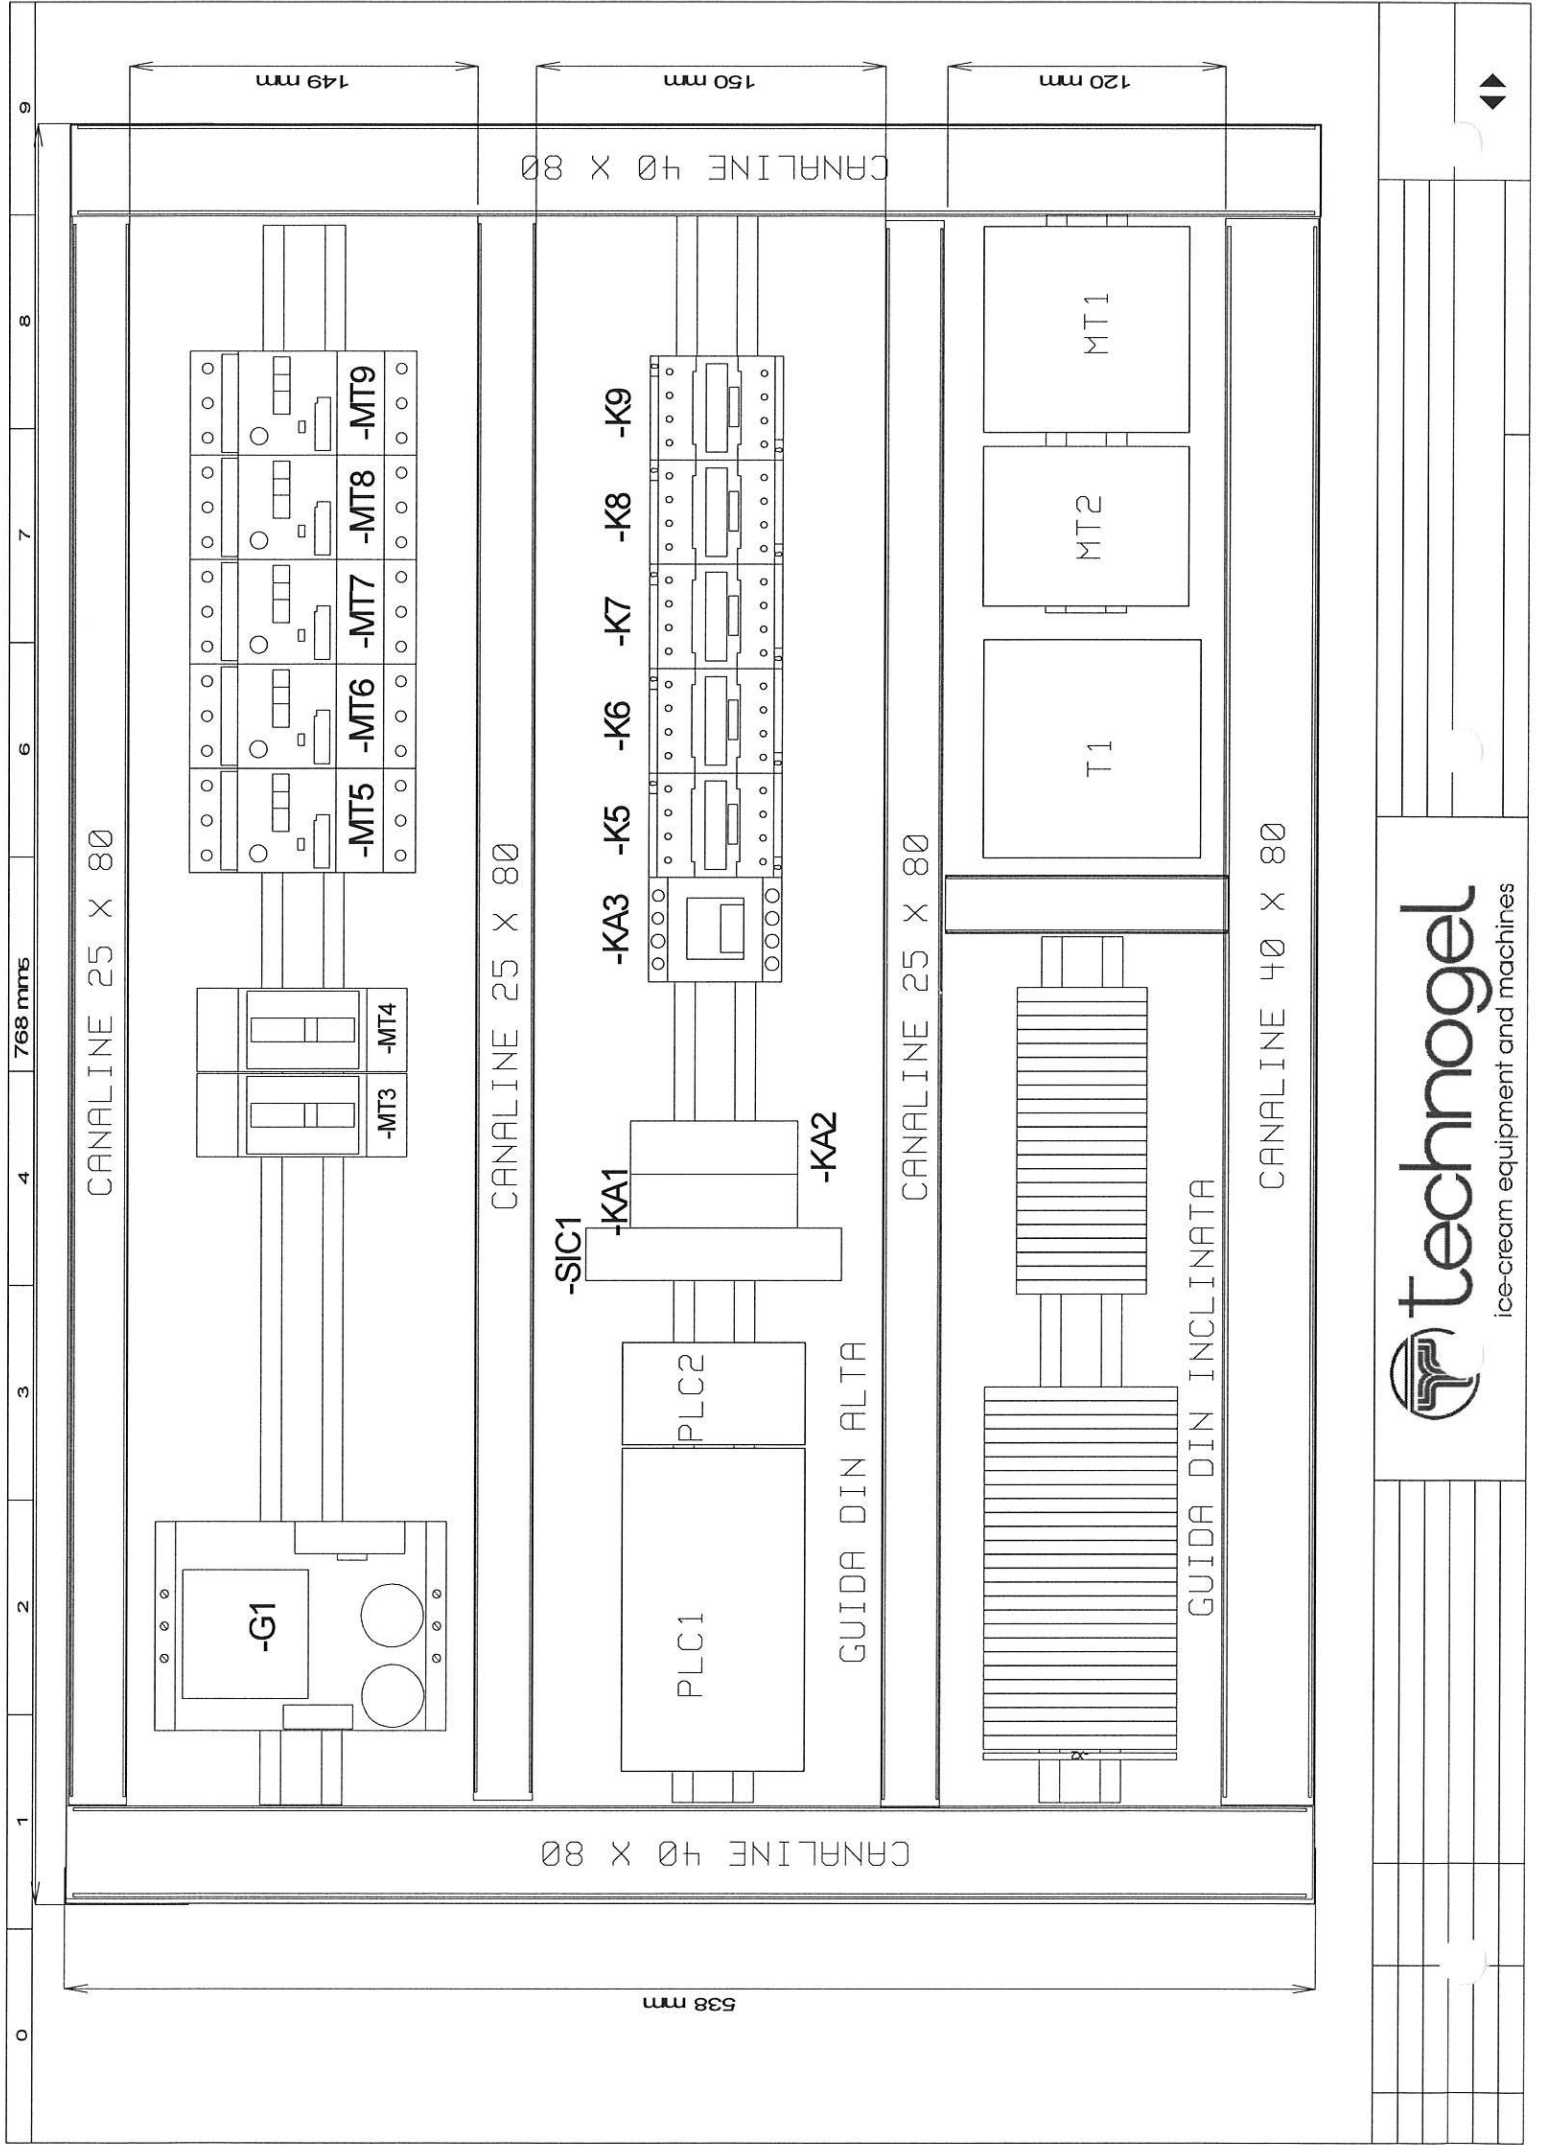 0 1 2 3 4 6 7 8 9
768 mms
CANALINE 25 X 80
149 mm
-G1
-MT3
-MT4
-MT5
-MT6
-MT7
-MT8
-MT9
CANALINE 25 X 80
538 mm
CANALINE 40 X 80
CANALINE 40 X 80
150 mm
PLC1
PLC2
-SIC1
-KA1
-KA2
-KA3
-K5
-K6
-K7
-K8
-K9
GUIDA DIN ALTA
CANALINE 25 X 80
120 mm
-X2
T1
MT2
MT1
GUIDA DIN INCLINATA
CANALINE 40 X 80
technogel
ice-cream equipment and machines